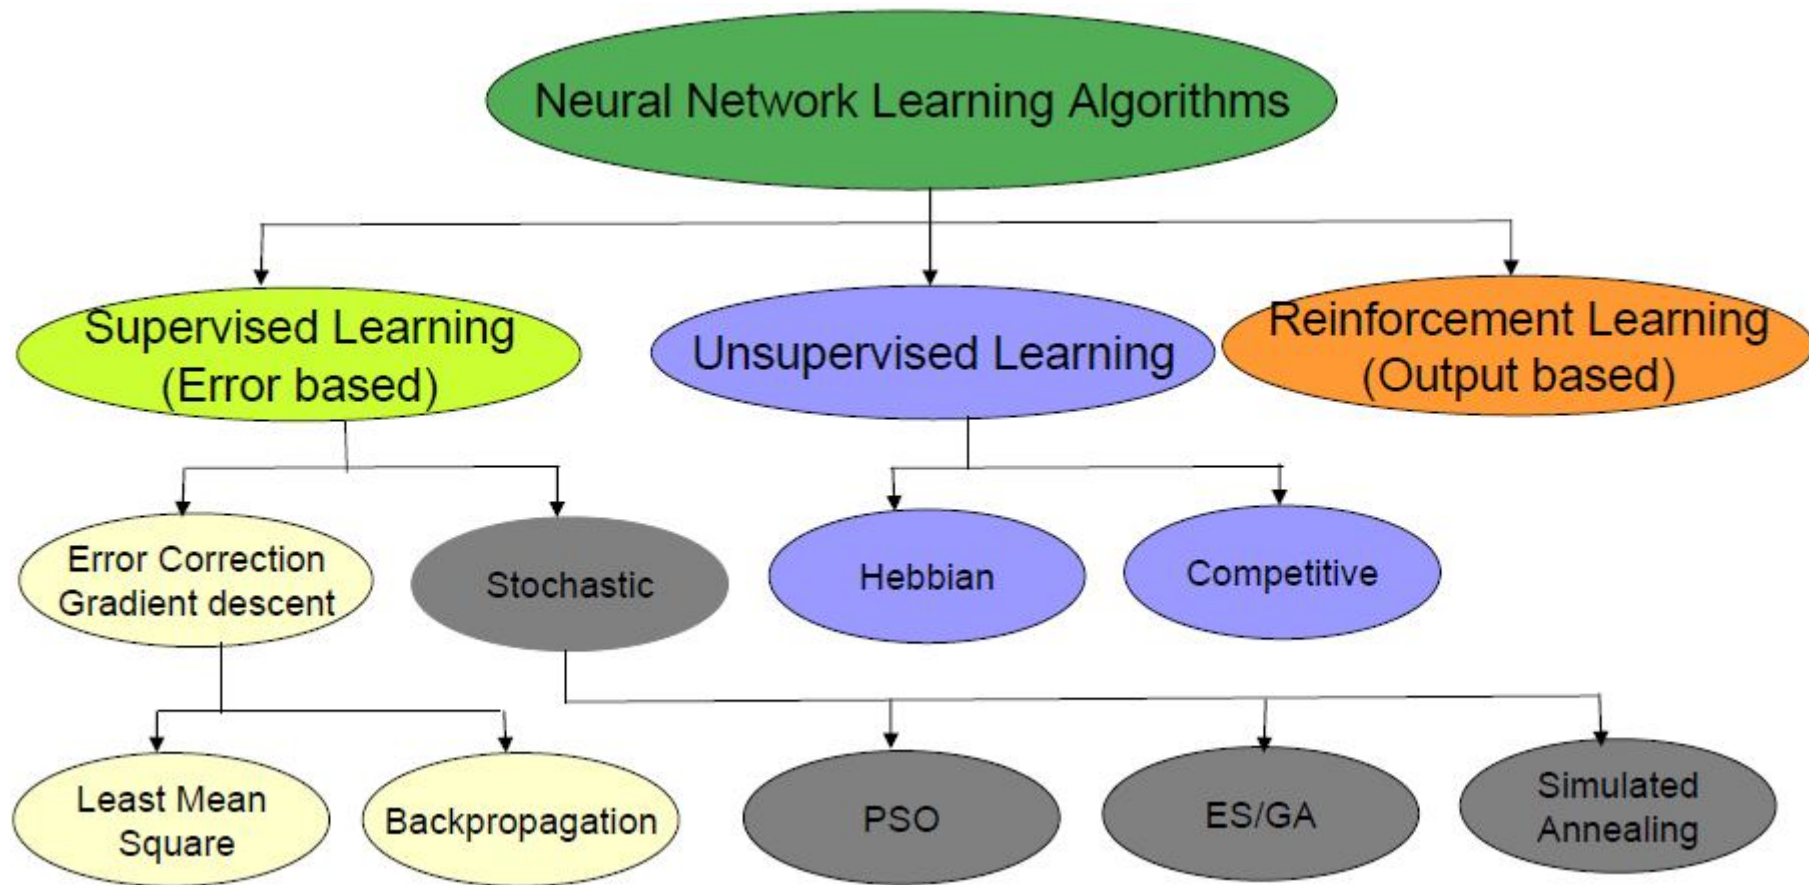 Neural Network Learning Algorithms
Supervised Learning
(Error based)
Unsupervised Learning
Reinforcement Learning
(Output based)
Error Correction
Gradient descent
Stochastic
Hebbian
Competitive
Least Mean
Square
Backpropagation
PSO
ES/GA
Simulated
Annealing